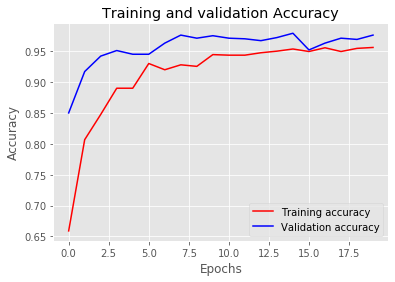 Training and validation Accuracy
0.95
0.90
0.85
0.80
0.75
0.70
0.65
Accuracy
Training accuracy
Validation accuracy
0.0 2.5 5.0 7.5 10.0 12.5 15.0 17.5
Epochs